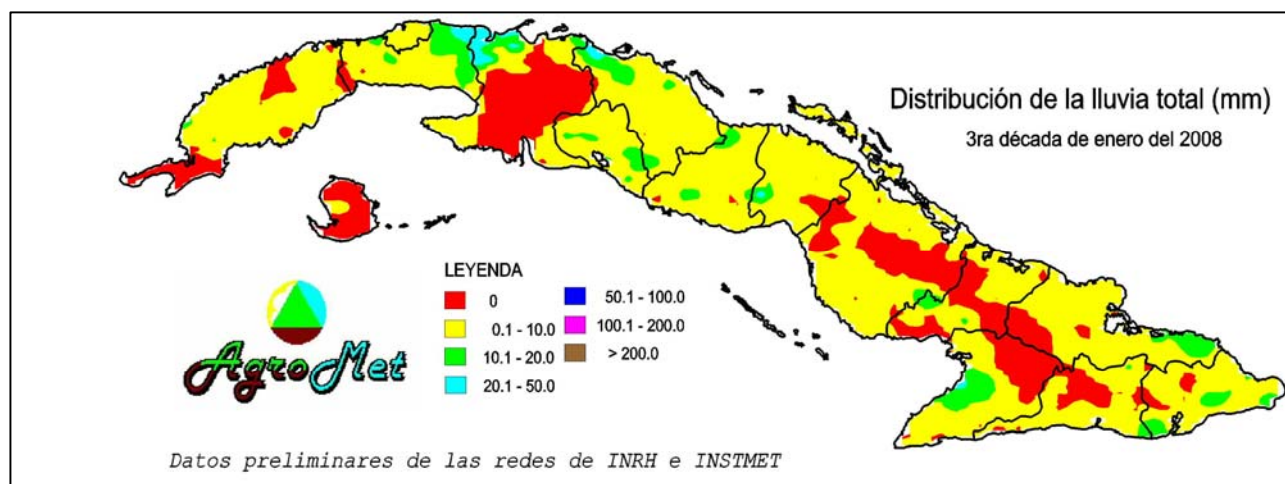 Distribución de la lluvia total (mm)
3ra década de enero del 2008
LEYENDA
0
0.1 - 10.0
10.1 - 20.0
20.1 - 50.0
50.1 - 100.0
100.1 - 200.0
> 200.0
AgroMet
Datos preliminares de las redes de INRH e INSTMET